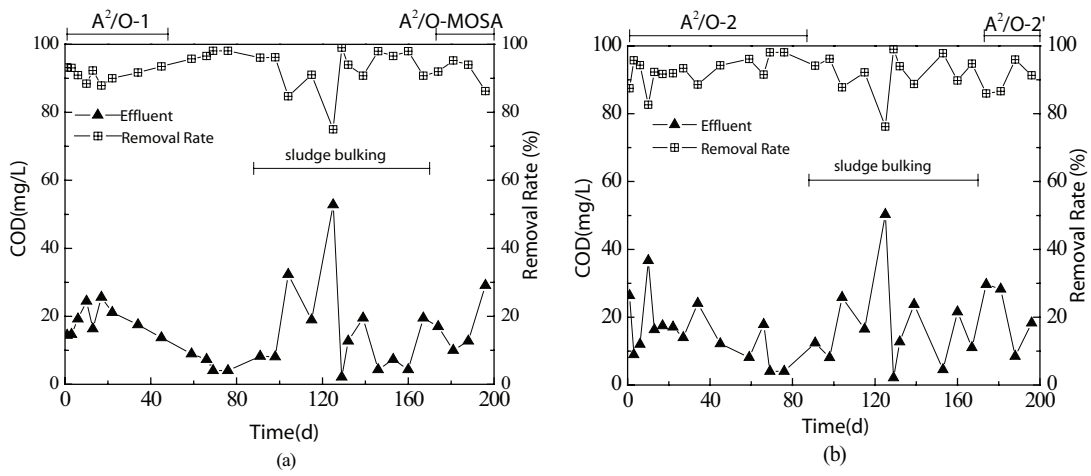 A²/O-1
A²/O-MOSA
100
80
60
40
20
0
COD(mg/L)
Effluent
Removal Rate
sludge bulking
100
80
60
40
20
0
Removal Rate (%)
0
40
80
120
160
200
Time(d)
(a)
A²/O-2
A²/O-2'
100
80
60
40
20
0
COD(mg/L)
Effluent
Removal Rate
sludge bulking
100
80
60
40
20
0
Removal Rate (%)
0
40
80
120
160
200
Time(d)
(b)